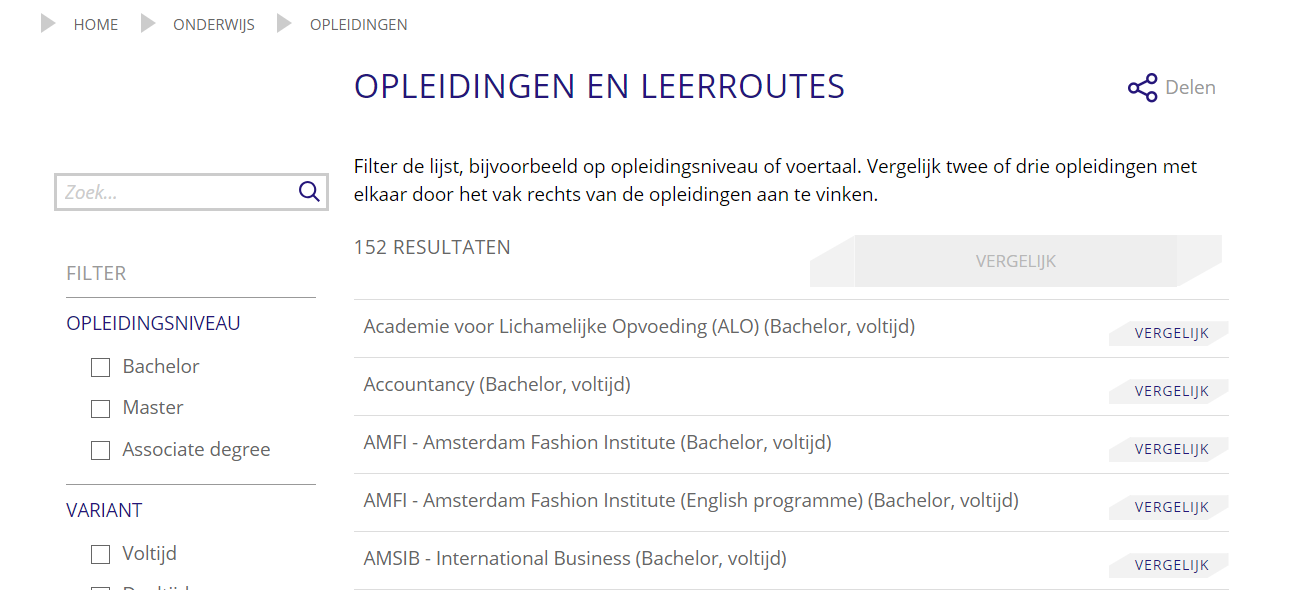 HOME ONDERWIJS OPLEIDINGEN
OPLEIDINGEN EN LEERROUTES
Delen
Filter de lijst, bijvoorbeeld op opleidingsniveau of voertaal. Vergelijk twee of drie opleidingen met
elkaar door het vak rechts van de opleidingen aan te vinken.
Zoek...
152 RESULTATEN
VERGELIJK
FILTER
OPLEIDINGSNIVEAU
Bachelor
Master
Associate degree
VARIANT
Voltijd
Academie voor Lichamelijke Opvoeding (ALO) (Bachelor, voltijd)
VERGELIJK
Accountancy (Bachelor, voltijd)
VERGELIJK
AMFI - Amsterdam Fashion Institute (Bachelor, voltijd)
VERGELIJK
AMFI - Amsterdam Fashion Institute (English programme) (Bachelor, voltijd)
VERGELIJK
AMSIB - International Business (Bachelor, voltijd)
VERGELIJK